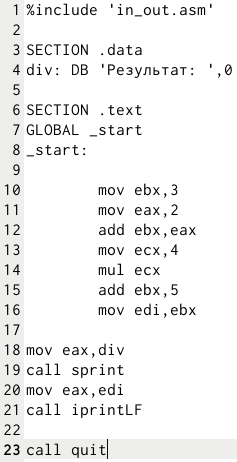 1 %include 'in_out.asm'
2
3 SECTION .data
4 div: DB 'Результат: ',0
5
6 SECTION .text
7 GLOBAL _start
8 _start:
9
10 mov ebx,3
11 mov eax,2
12 add ebx,eax
13 mov ecx,4
14 mul ecx
15 add ebx,5
16 mov edi,ebx
17
18 mov eax,div
19 call sprint
20 mov eax,edi
21 call iprintLF
22
23 call quit